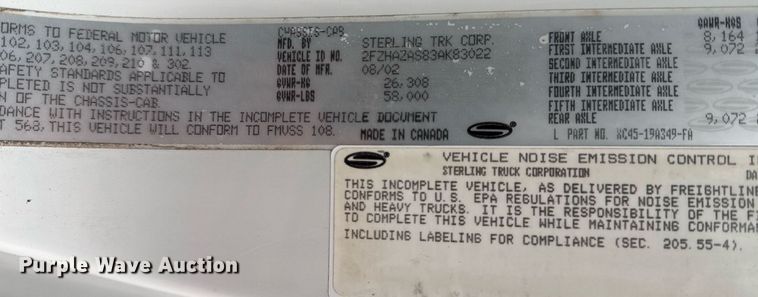 ORMS TO FEDERAL MOTOR VEHICLE
102, 103, 104, 106, 107, 111, 113
06, 207, 208, 209, 210 & 302.
AFETY STANDARDS APPLICABLE TO
PLETED IS NOT SUBSTANTIALLY
N OF THE CHASSIS-CAB.
DANCE WITH INSTRUCTIONS IN THE INCOMPLETE VEHICLE DOCUMENT
T 568, THIS VEHICLE WILL CONFORM TO FMVSS 108.
CHASSIS-CAB
MFD. BY STERLING TRK CORP.
VEHICLE ID NO. 2FZHAZAS83AK83022
DATE OF MFD 08/02
GVWR-KG 26,308
GVWR-LBS 58,000
MADE IN CANADA
GAWR-KGS
FRONT AXLE 8,164
FIRST INTERMEDIATE AXLE 9,072
SECOND INTERMEDIATE AXLE
THIRD INTERMEDIATE AXLE
FOURTH INTERMEDIATE AXLE
FIFTH INTERMEDIATE AXLE
REAR AXLE 9,072
L PART NO. XC45-19A349-FA
VEHICLE NOISE EMISSION CONTROL I
STERLING TRUCK CORPORATION DA
THIS INCOMPLETE VEHICLE, AS DELIVERED BY FREIGHTLINE
CONFORMS TO U.S. EPA REGULATIONS FOR NOISE EMISSION
AND HEAVY TRUCKS. IT IS THE RESPONSIBILITY OF THE FI
TO COMPLETE THIS VEHICLE WHILE MAINTAINING CONFORMA
INCLUDING LABELING FOR COMPLIANCE (SEC. 205.55-4).
Purple Wave Auction